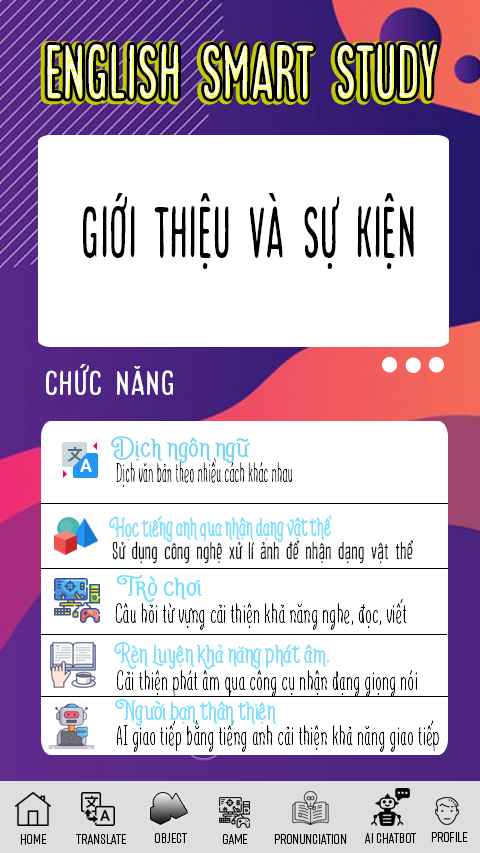 ENGLISH SMART STUDY
GIỚI THIỆU VÀ SỰ KIỆN
CHỨC NĂNG
Dịch ngôn ngữ
Dịch văn bản theo nhiều cách khác nhau
Học tiếng anh qua nhận dạng vật thể
Sử dụng công nghệ xử lí ảnh để nhận dạng vật thể
Trò chơi
Câu hỏi từ vựng cải thiện khả năng nghe, đọc, viết
Rèn luyện khả năng phát âm.
Cải thiện phát âm qua công cụ nhận dạng giọng nói
Người bạn thân thiện
AI giao tiếp bằng tiếng anh cải thiện khả năng giao tiếp
HOME TRANSLATE OBJECT GAME PRONUNCIATION AI CHATBOT PROFILE